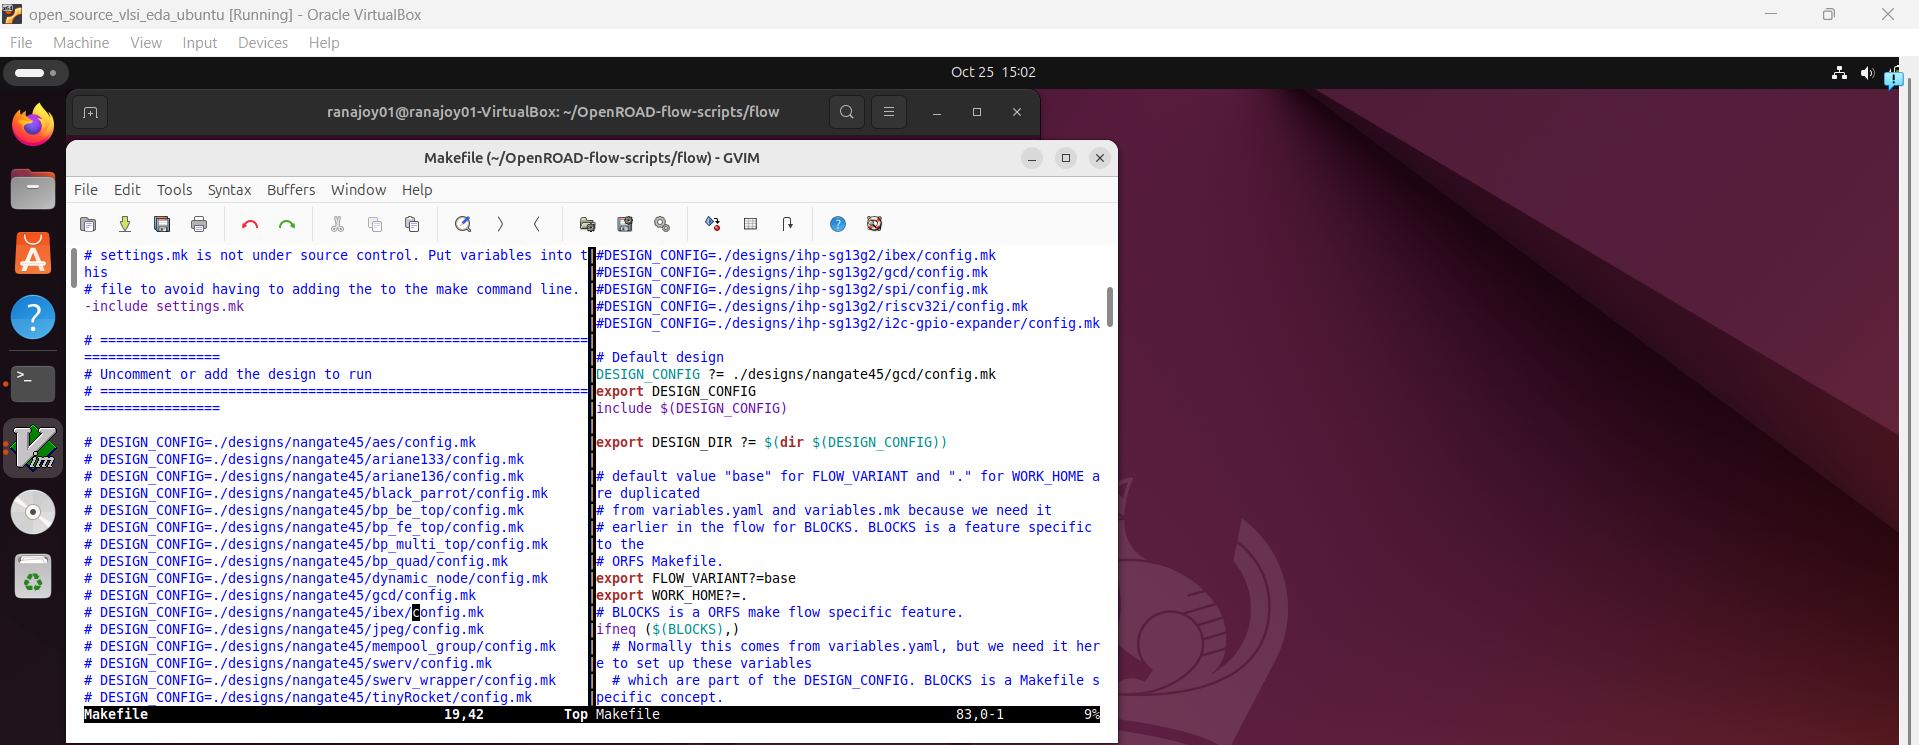 open_source_vlsi_eda_ubuntu [Running] - Oracle VirtualBox
File Machine View Input Devices Help
Oct 25 15:02
ranajoy01@ranajoy01-VirtualBox: ~/OpenROAD-flow-scripts/flow
Makefile (~/OpenROAD-flow-scripts/flow) - GVIM
File Edit Tools Syntax Buffers Window Help
# settings.mk is not under source control. Put variables into t
his
# file to avoid having to adding the to the make command line.
-include settings.mk
# =============================================================
=================
# Uncomment or add the design to run
# =============================================================
=================
# DESIGN_CONFIG=./designs/nangate45/aes/config.mk
# DESIGN_CONFIG=./designs/nangate45/ariane133/config.mk
# DESIGN_CONFIG=./designs/nangate45/ariane136/config.mk
# DESIGN_CONFIG=./designs/nangate45/black_parrot/config.mk
# DESIGN_CONFIG=./designs/nangate45/bp_be_top/config.mk
# DESIGN_CONFIG=./designs/nangate45/bp_fe_top/config.mk
# DESIGN_CONFIG=./designs/nangate45/bp_multi_top/config.mk
# DESIGN_CONFIG=./designs/nangate45/bp_quad/config.mk
# DESIGN_CONFIG=./designs/nangate45/dynamic_node/config.mk
# DESIGN_CONFIG=./designs/nangate45/gcd/config.mk
# DESIGN_CONFIG=./designs/nangate45/ibex/config.mk
# DESIGN_CONFIG=./designs/nangate45/jpeg/config.mk
# DESIGN_CONFIG=./designs/nangate45/mempool_group/config.mk
# DESIGN_CONFIG=./designs/nangate45/swerv/config.mk
# DESIGN_CONFIG=./designs/nangate45/swerv_wrapper/config.mk
# DESIGN_CONFIG=./designs/nangate45/tinyRocket/config.mk
Makefile 19,42 Top
#DESIGN_CONFIG=./designs/ihp-sg13g2/ibex/config.mk
#DESIGN_CONFIG=./designs/ihp-sg13g2/gcd/config.mk
#DESIGN_CONFIG=./designs/ihp-sg13g2/spi/config.mk
#DESIGN_CONFIG=./designs/ihp-sg13g2/riscv32i/config.mk
#DESIGN_CONFIG=./designs/ihp-sg13g2/i2c-gpio-expander/config.mk
# Default design
DESIGN_CONFIG ?= ./designs/nangate45/gcd/config.mk
export DESIGN_CONFIG
include $(DESIGN_CONFIG)
export DESIGN_DIR ?= $(dir $(DESIGN_CONFIG))
# default value "base" for FLOW_VARIANT and "." for WORK_HOME a
re duplicated
# from variables.yaml and variables.mk because we need it
# earlier in the flow for BLOCKS. BLOCKS is a feature specific
to the
# ORFS Makefile.
export FLOW_VARIANT?=base
export WORK_HOME?=.
# BLOCKS is a ORFS make flow specific feature.
ifneq ($(BLOCKS),)
# Normally this comes from variables.yaml, but we need it her
e to set up these variables
# which are part of the DESIGN_CONFIG. BLOCKS is a Makefile s
pecific concept.
Makefile 83,0-1 9%